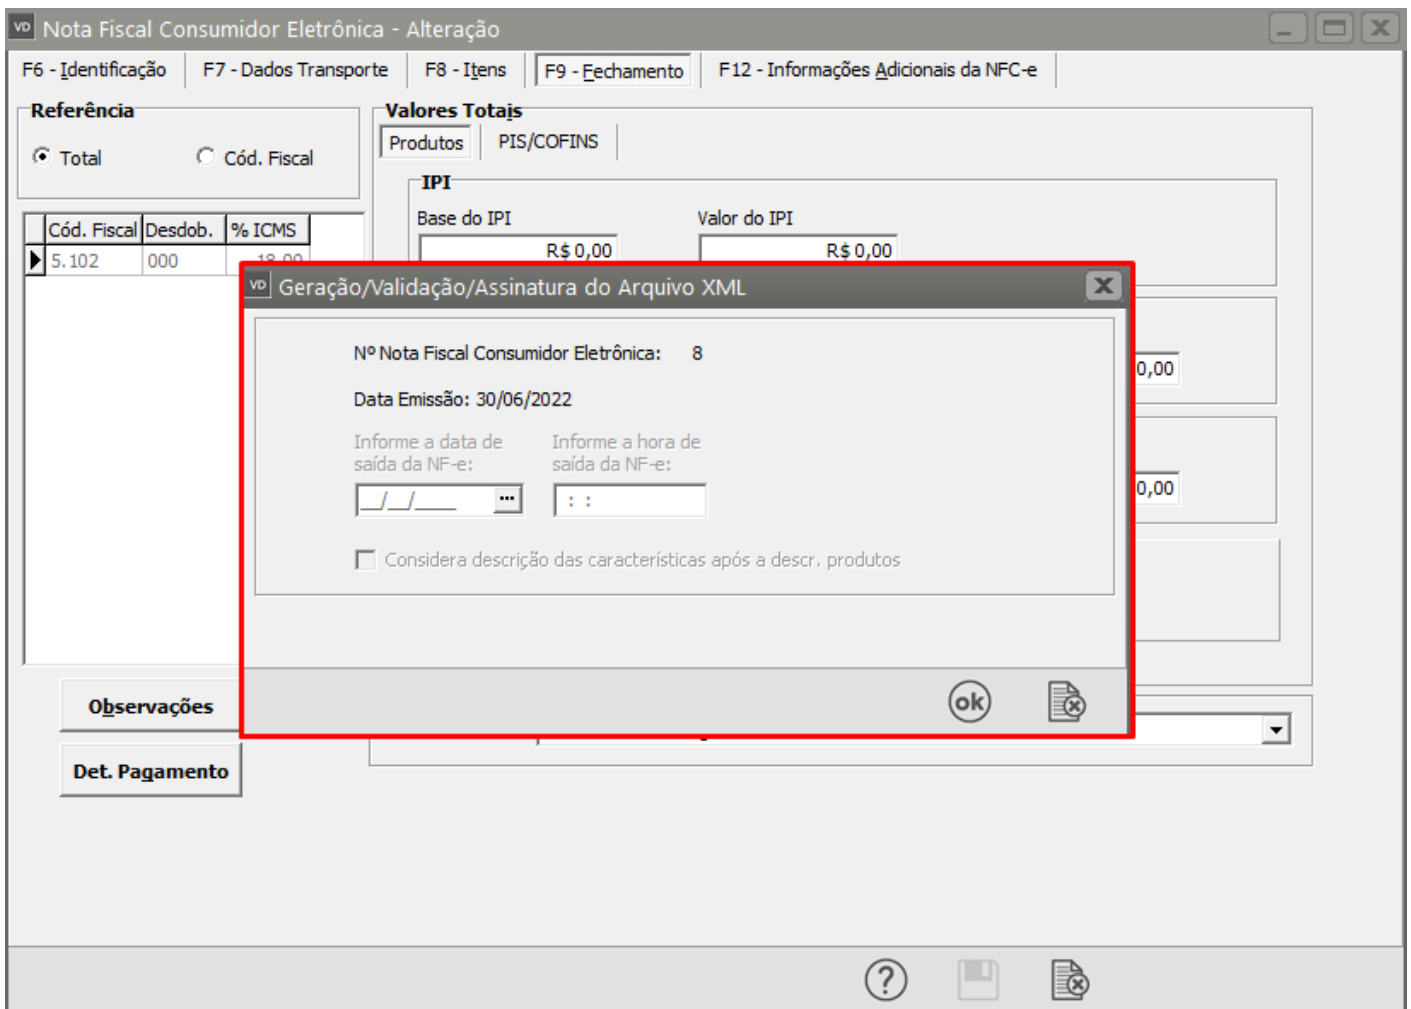 VD Nota Fiscal Consumidor Eletrônica - Alteração
F6 - Identificação F7 - Dados Transporte F8 - Itens F9 - Fechamento F12 - Informações Adicionais da NFC-e
Referência
Total Cód. Fiscal
Valores Totais
Produtos PIS/COFINS
IPI
Base do IPI Valor do IPI
R$ 0,00 R$ 0,00
Cód. Fiscal Desdob. % ICMS
5.102 000 18,00
VD Geração/Validação/Assinatura do Arquivo XML
Nº Nota Fiscal Consumidor Eletrônica: 8
Data Emissão: 30/06/2022
Informe a data de
saída da NF-e:
Informe a hora de
saída da NF-e:
__/__/____ ... : :
Considera descrição das características após a descr. produtos
ok
0,00
0,00
Observações
Det. Pagamento
?